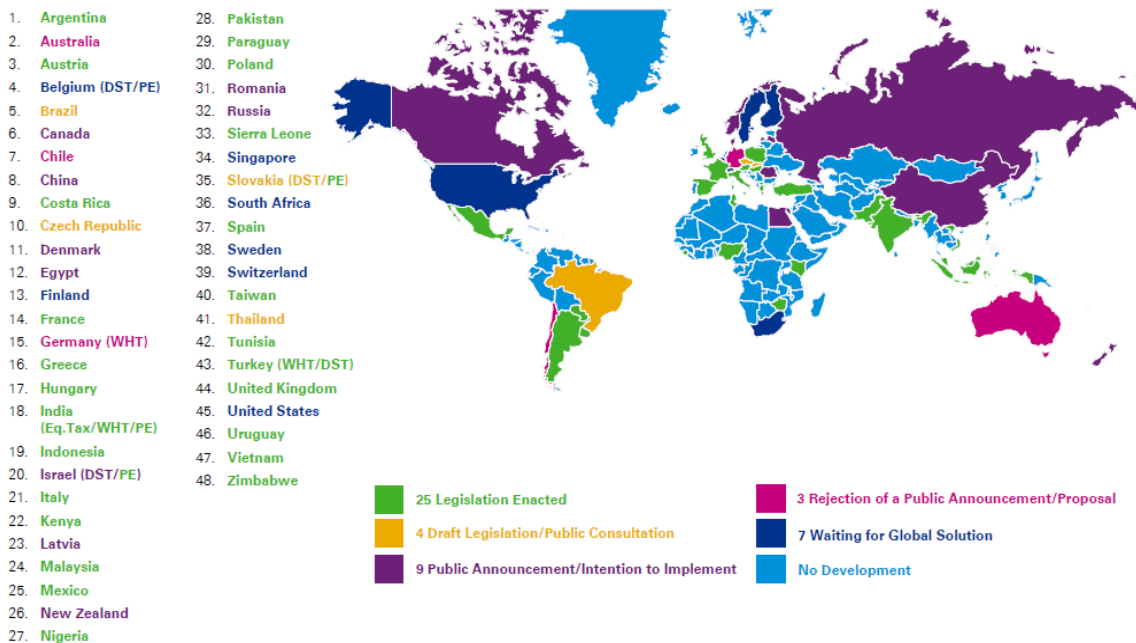 1. Argentina
2. Australia
3. Austria
4. Belgium (DST/PE)
5. Brazil
6. Canada
7. Chile
8. China
9. Costa Rica
10. Czech Republic
11. Denmark
12. Egypt
13. Finland
14. France
15. Germany (WHT)
16. Greece
17. Hungary
18. India
(Eq.Tax/WHT/PE)
19. Indonesia
20. Israel (DST/PE)
21. Italy
22. Kenya
23. Latvia
24. Malaysia
25. Mexico
26. New Zealand
27. Nigeria
28. Pakistan
29. Paraguay
30. Poland
31. Romania
32. Russia
33. Sierra Leone
34. Singapore
35. Slovakia (DST/PE)
36. South Africa
37. Spain
38. Sweden
39. Switzerland
40. Taiwan
41. Thailand
42. Tunisia
43. Turkey (WHT/DST)
44. United Kingdom
45. United States
46. Uruguay
47. Vietnam
48. Zimbabwe
25 Legislation Enacted
4 Draft Legislation/Public Consultation
9 Public Announcement/Intention to Implement
3 Rejection of a Public Announcement/Proposal
7 Waiting for Global Solution
No Development